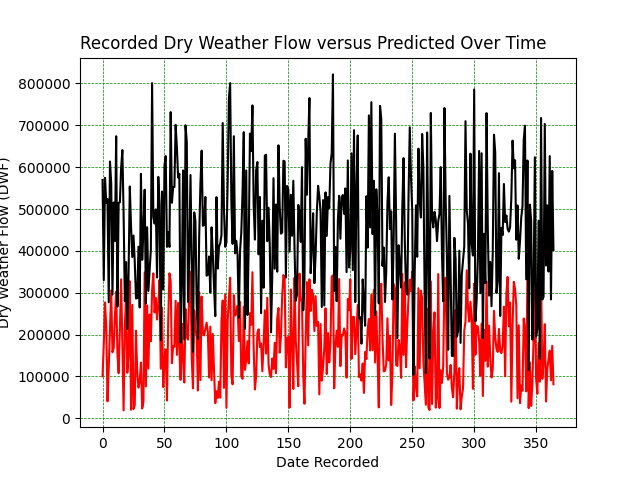 Recorded Dry Weather Flow versus Predicted Over Time
800000
700000
600000
500000
400000
300000
200000
100000
0
Dry Weather Flow (DWF)
0 50 100 150 200 250 300 350
Date Recorded